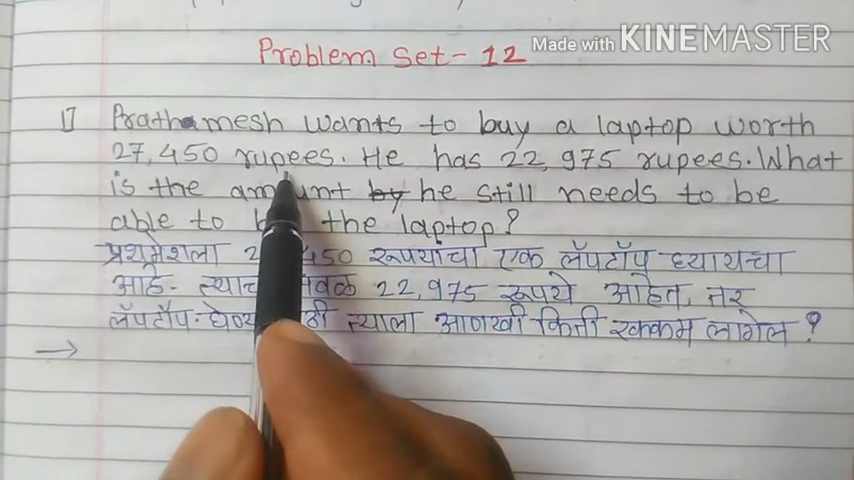 Made with KINEMASTER
Problem Set - 12
1] Prathamesh wants to buy a laptop worth
27,450 rupees. He has 22,975 rupees. What
is the amount by he still needs to be
able to the laptop?
प्रथमेशला 450 रूपयांचा एक लॅपटॉप घ्यायचा
आहे. 22,975 रूपये आहेत, तर
लॅपटॉप त्याला आणखी किती रक्कम लागेल ?